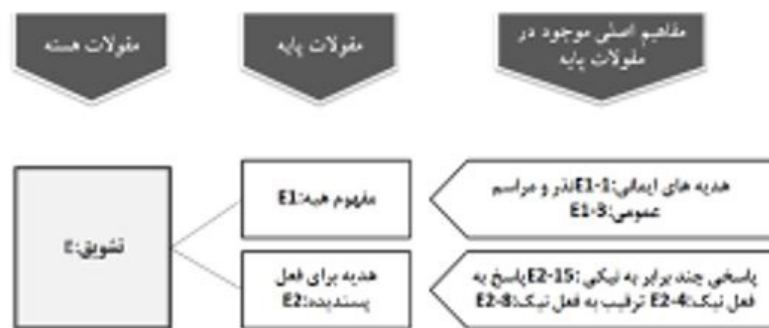 مفاهیم اصلی موجود در
مقولات پایه
مقولات پایه
مقولات هسته
هدیه های ایمانی:E1-1نذر و مراسم
عمومی:E1-3
مفهوم هبه:E1
تشویق:E
پاسخی چند برابر به نیکی:E2-15پاسخ به
فعل نیک:E2-4 ترغیب به فعل نیک:E2-8
هدیه برای فعل
پسندیده:E2